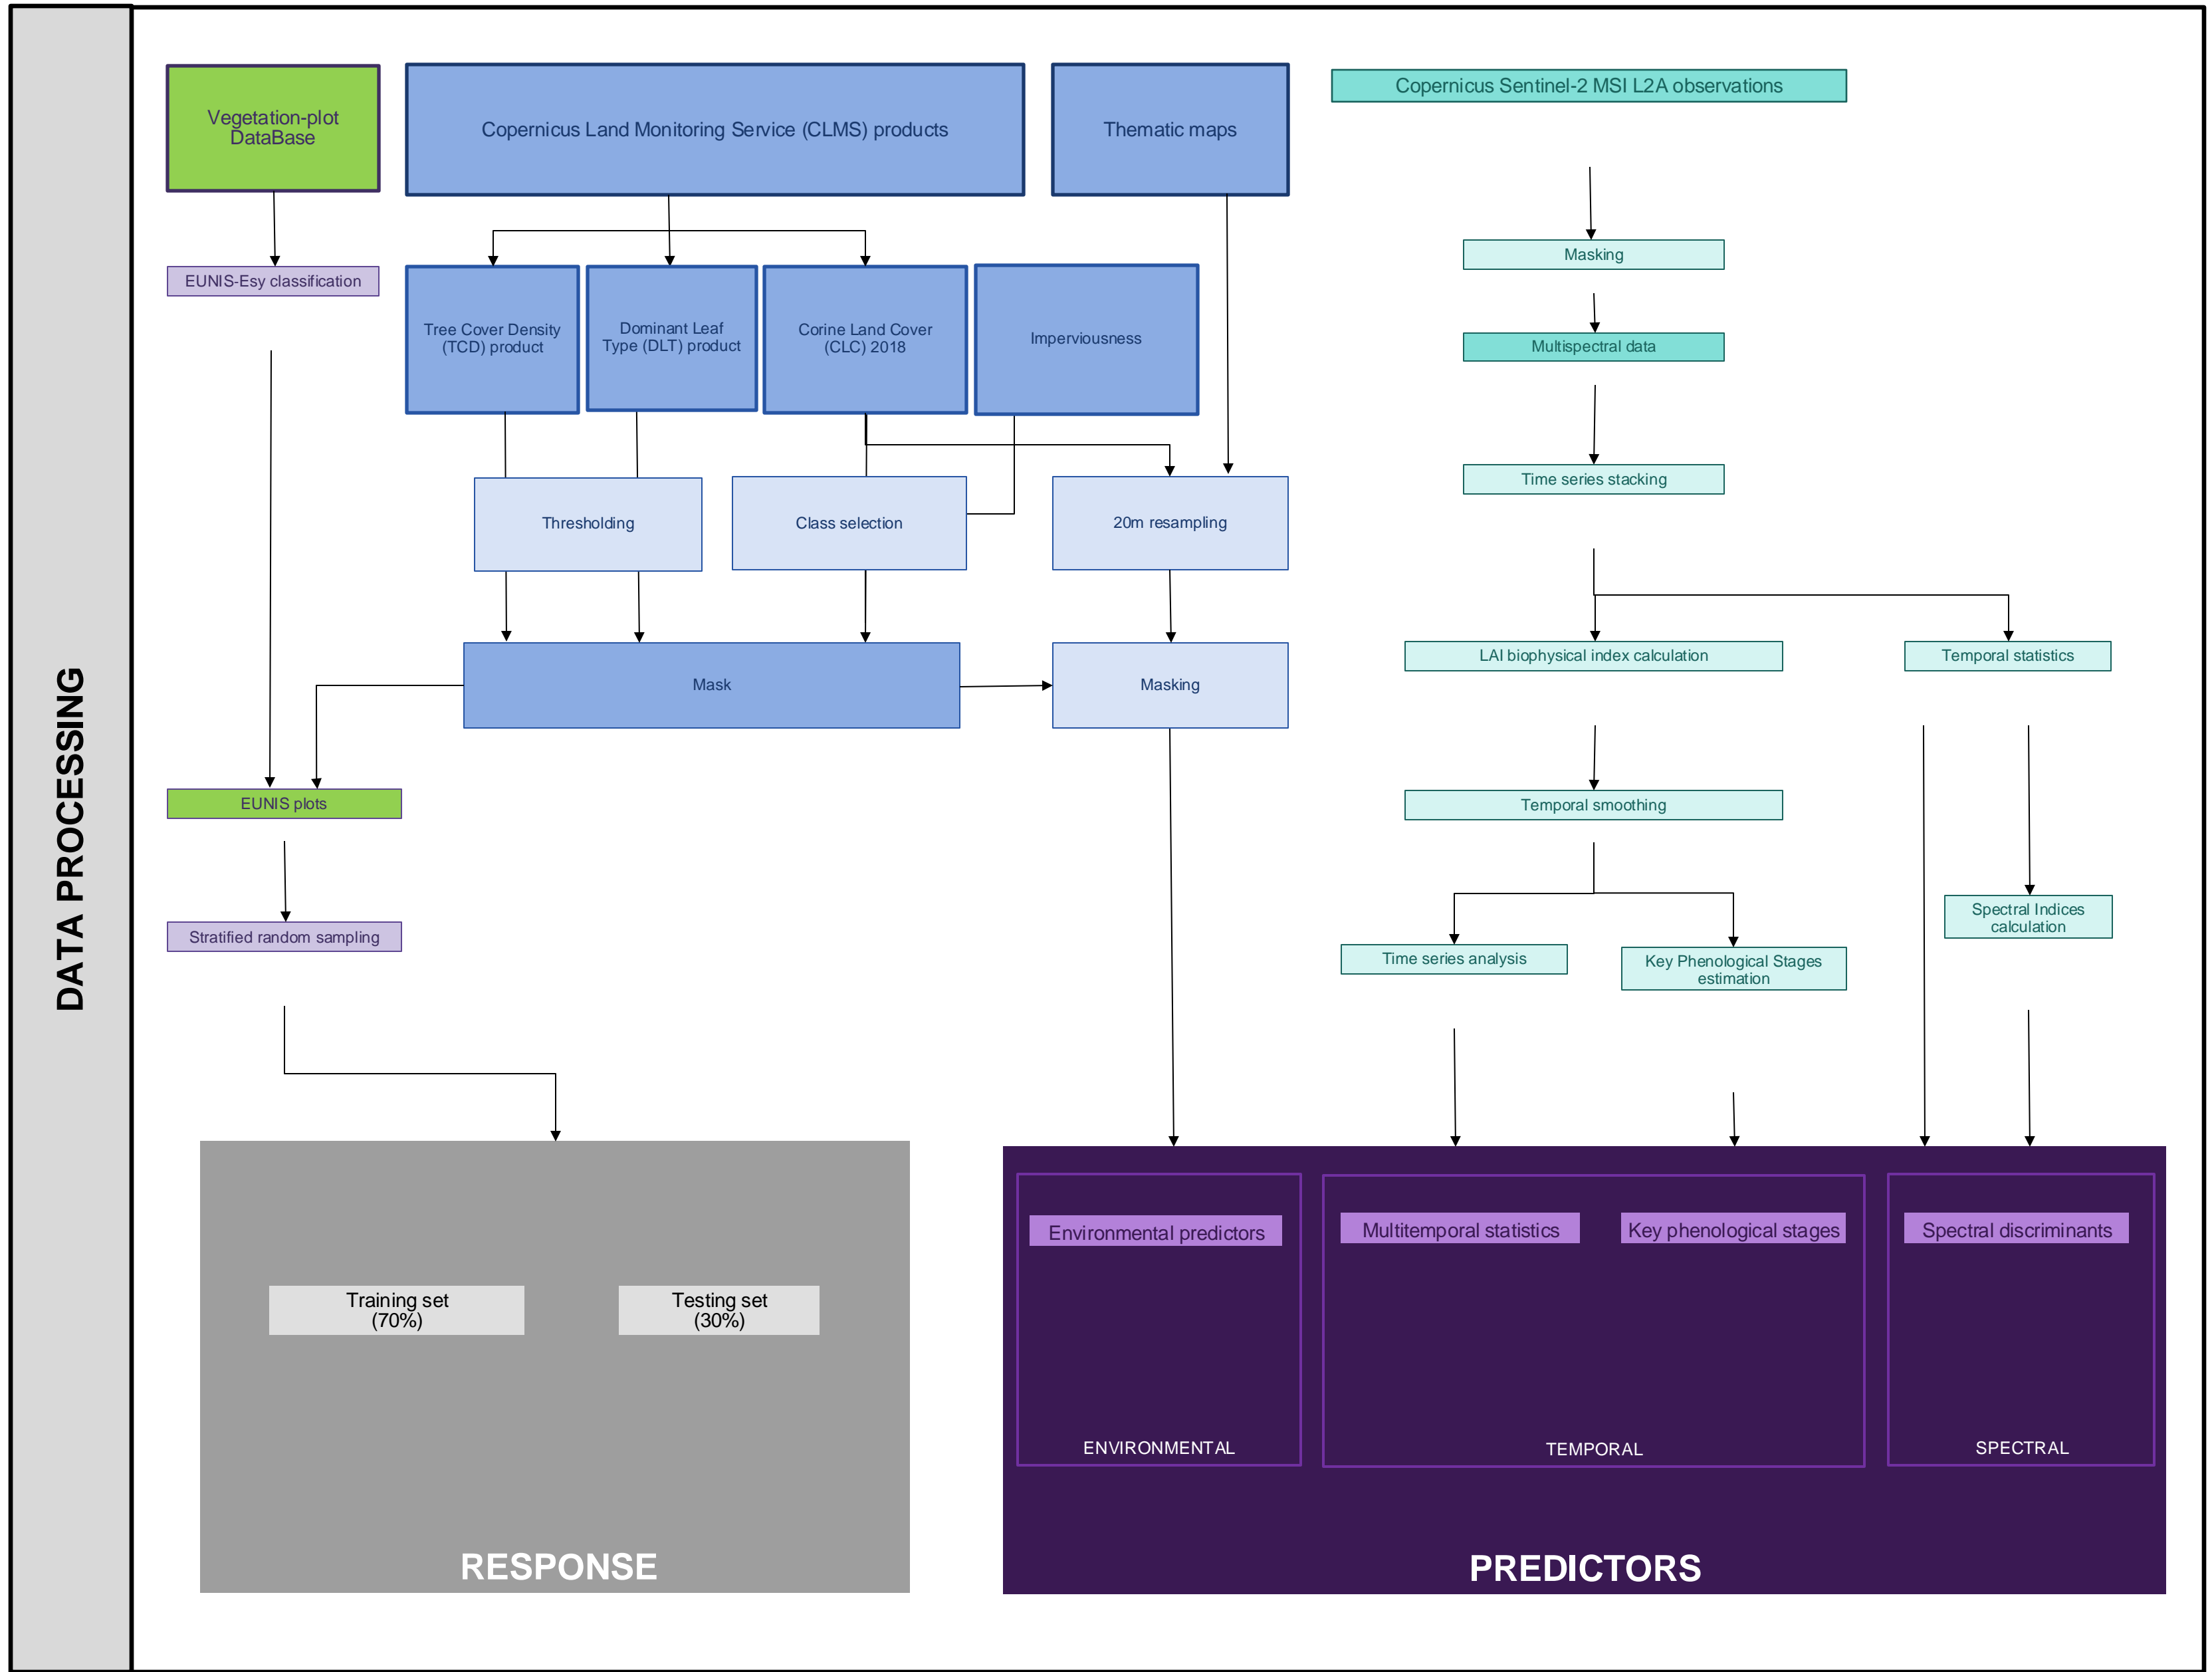 DATA PROCESSING
Vegetation-plot
DataBase
Copernicus Land Monitoring Service (CLMS) products
Thematic maps
Copernicus Sentinel-2 MSI L2A observations
EUNIS-Esy classification
Tree Cover Density
(TCD) product
Dominant Leaf
Type (DLT) product
Corine Land Cover
(CLC) 2018
Imperviousness
Masking
Multispectral data
Time series stacking
Thresholding
Class selection
20m resampling
Mask
Masking
LAI biophysical index calculation
Temporal statistics
EUNIS plots
Temporal smoothing
Stratified random sampling
Time series analysis
Key Phenological Stages
estimation
Spectral Indices
calculation
Training set
(70%)
Testing set
(30%)
RESPONSE
Environmental predictors
Multitemporal statistics
Key phenological stages
Spectral discriminants
ENVIRONMENTAL
TEMPORAL
SPECTRAL
PREDICTORS